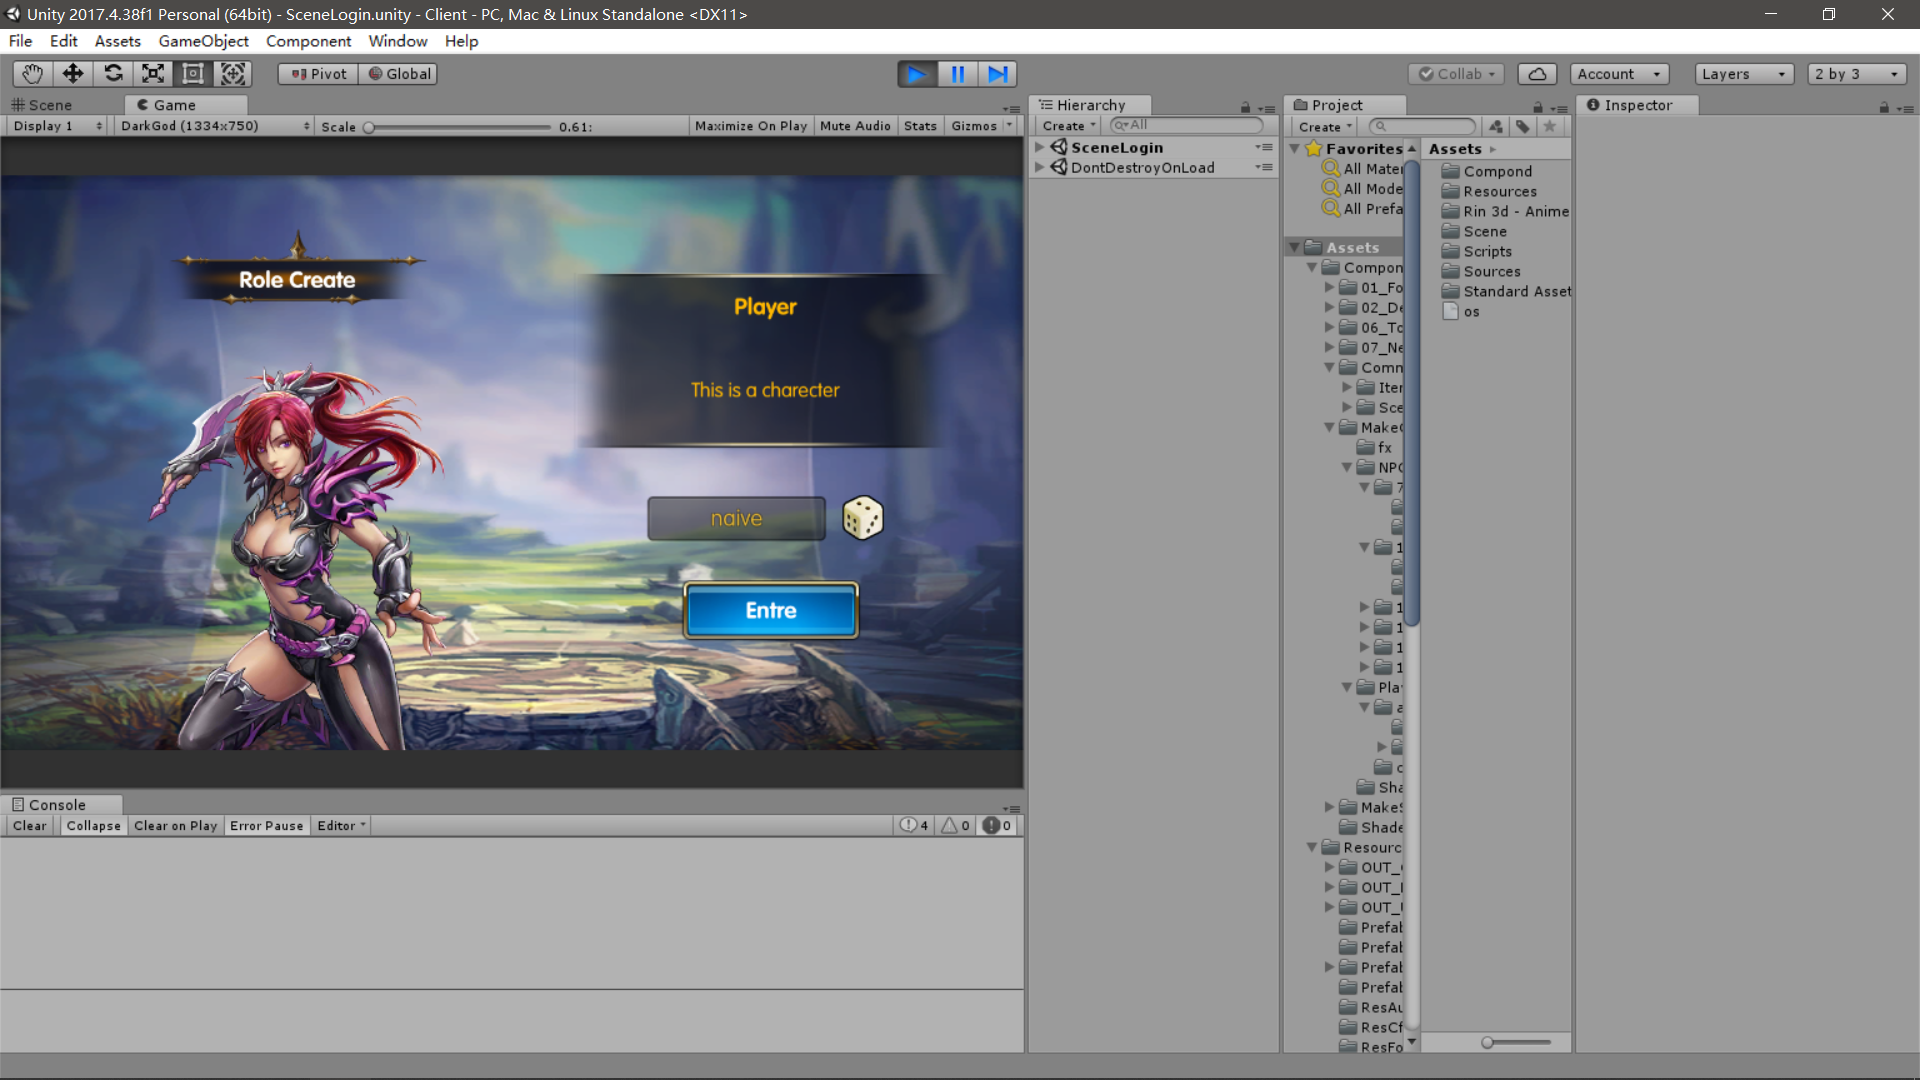 Unity 2017.4.38f1 Personal (64bit) - SceneLogin.unity - Client - PC, Mac & Linux Standalone <DX11>
File Edit Assets GameObject Component Window Help
Pivot Global Collab Account Layers 2 by 3
Scene Game
Display 1 DarkGod (1334x750) Scale 0.61: Maximize On Play Mute Audio Stats Gizmos
Role Create
Player
This is a charecter
naive
Entre
Console
Clear Collapse Clear on Play Error Pause Editor 4 0 0
Hierarchy
Create All
SceneLogin
DontDestroyOnLoad
Project
Create
Favorites
All Mater
All Mode
All Prefa
Assets
Compon
01_Fo
02_De
06_To
07_Ne
Comn
Iter
Sce
Make
fx
NPC
7
1
1
1
1
1
Pla
a
c
Sha
MakeS
Shade
Resourc
OUT_
OUT_
OUT_
Prefab
Prefab
Prefab
Prefab
ResAu
ResCf
ResFo
Assets
Compond
Resources
Rin 3d - Anime
Scene
Scripts
Sources
Standard Asset
os
Inspector